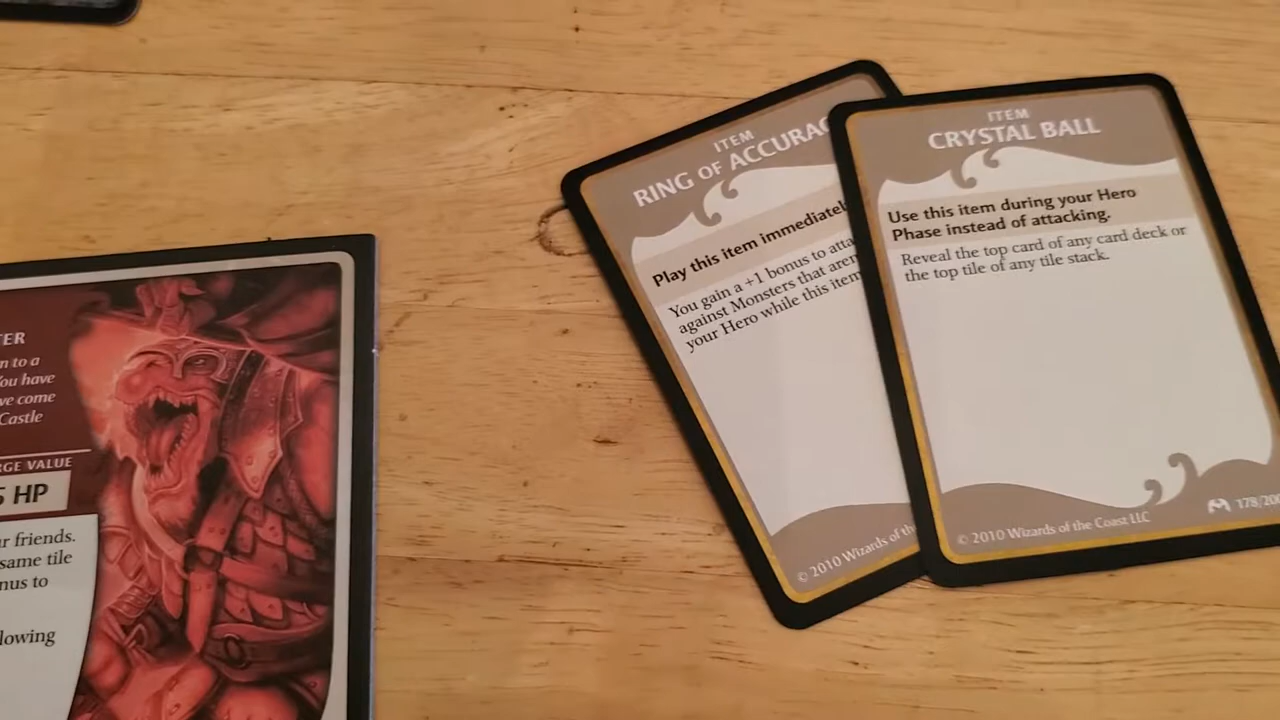 TER
n to a
You have
ve come
Castle
RGE VALUE
5 HP
ur friends.
same tile
nus to
lowing
ITEM
RING OF ACCURAC
Play this item immediatel
You gain a +1 bonus to atta
against Monsters that aren
your Hero while this item
© 2010 Wizards of th
ITEM
CRYSTAL BALL
Use this item during your Hero
Phase instead of attacking.
Reveal the top card of any card deck or
the top tile of any tile stack.
© 2010 Wizards of the Coast LLC
178/200